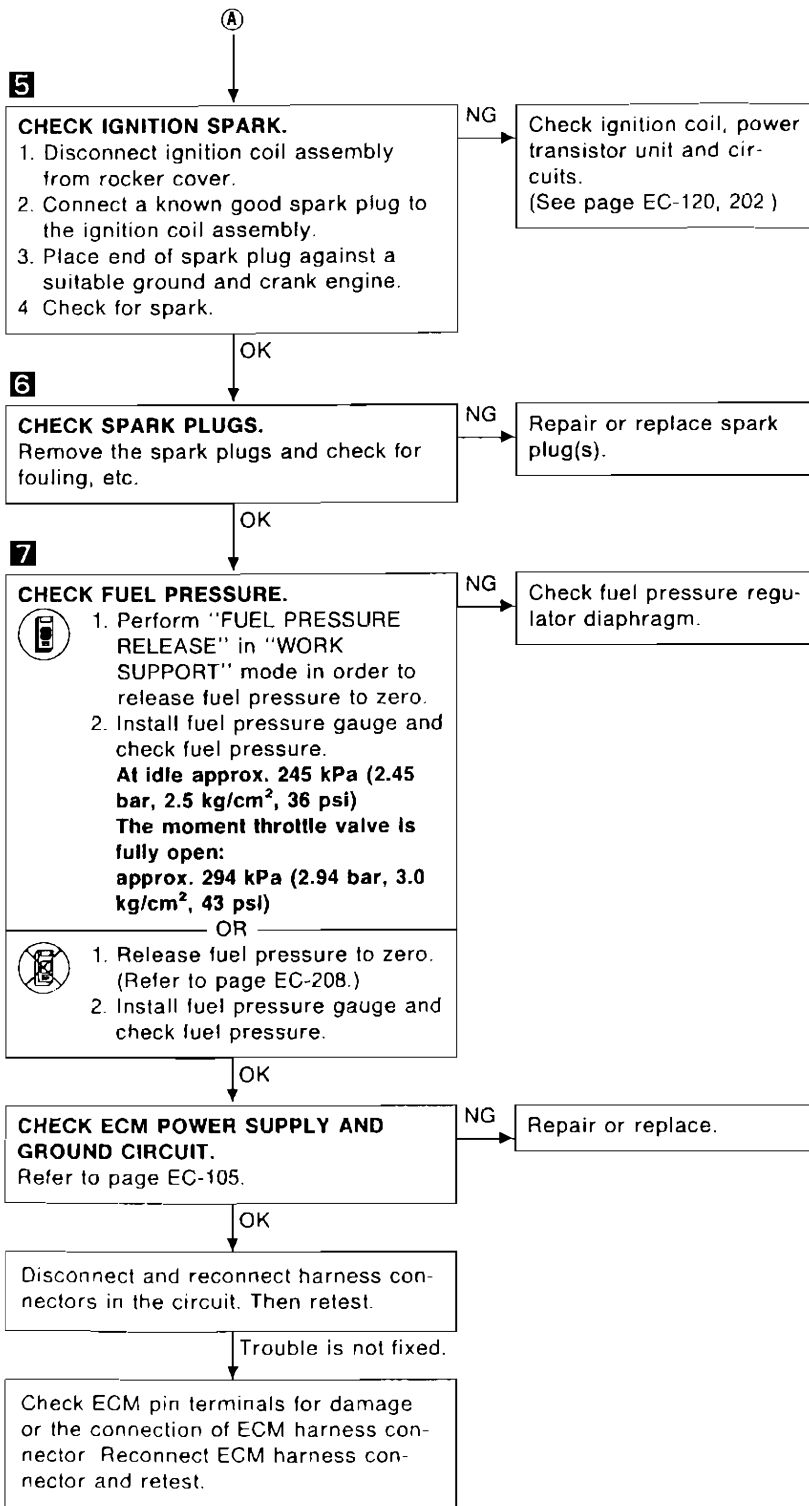 Ⓐ
5
CHECK IGNITION SPARK.
1. Disconnect ignition coil assembly
from rocker cover.
2. Connect a known good spark plug to
the ignition coil assembly.
3. Place end of spark plug against a
suitable ground and crank engine.
4 Check for spark.
NG
Check ignition coil, power
transistor unit and cir-
cuits.
(See page EC-120, 202 )
OK
6
CHECK SPARK PLUGS.
Remove the spark plugs and check for
fouling, etc.
NG
Repair or replace spark
plug(s).
OK
7
CHECK FUEL PRESSURE.
1. Perform "FUEL PRESSURE
RELEASE" in "WORK
SUPPORT" mode in order to
release fuel pressure to zero.
2. Install fuel pressure gauge and
check fuel pressure.
At idle approx. 245 kPa (2.45
bar, 2.5 kg/cm², 36 psi)
The moment throttle valve is
fully open:
approx. 294 kPa (2.94 bar, 3.0
kg/cm², 43 psi)
OR
1. Release fuel pressure to zero.
(Refer to page EC-208.)
2. Install fuel pressure gauge and
check fuel pressure.
NG
Check fuel pressure regu-
lator diaphragm.
OK
CHECK ECM POWER SUPPLY AND
GROUND CIRCUIT.
Refer to page EC-105.
NG
Repair or replace.
OK
Disconnect and reconnect harness con-
nectors in the circuit. Then retest.
Trouble is not fixed.
Check ECM pin terminals for damage
or the connection of ECM harness con-
nector Reconnect ECM harness con-
nector and retest.